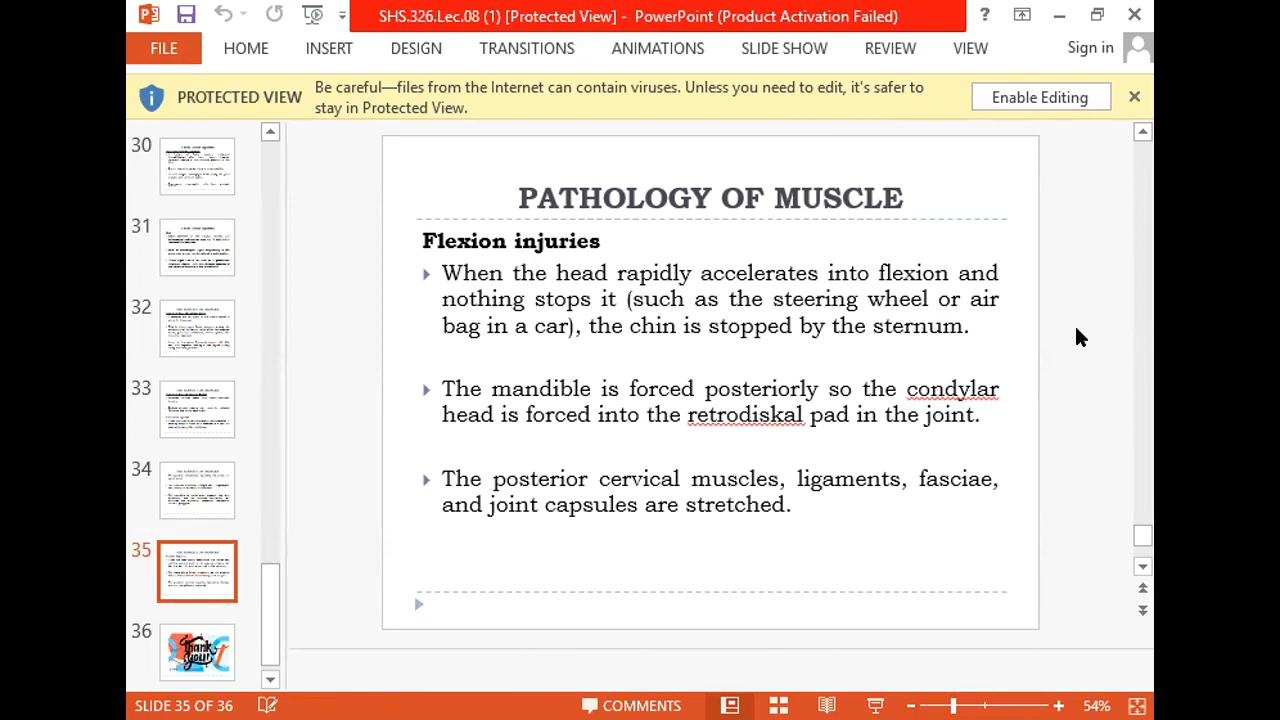 SHS.326.Lec.08 (1) [Protected View] - PowerPoint (Product Activation Failed)
FILE HOME INSERT DESIGN TRANSITIONS ANIMATIONS SLIDE SHOW REVIEW VIEW Sign in
PROTECTED VIEW Be careful—files from the Internet can contain viruses. Unless you need to edit, it's safer to
stay in Protected View.
Enable Editing
30
31
32
33
34
35
36
Thank
you!
PATHOLOGY OF MUSCLE
Flexion injuries
When the head rapidly accelerates into flexion and
nothing stops it (such as the steering wheel or air
bag in a car), the chin is stopped by the sternum.
The mandible is forced posteriorly so the condylar
head is forced into the retrodiskal pad in the joint.
The posterior cervical muscles, ligaments, fasciae,
and joint capsules are stretched.
SLIDE 35 OF 36 COMMENTS 54%